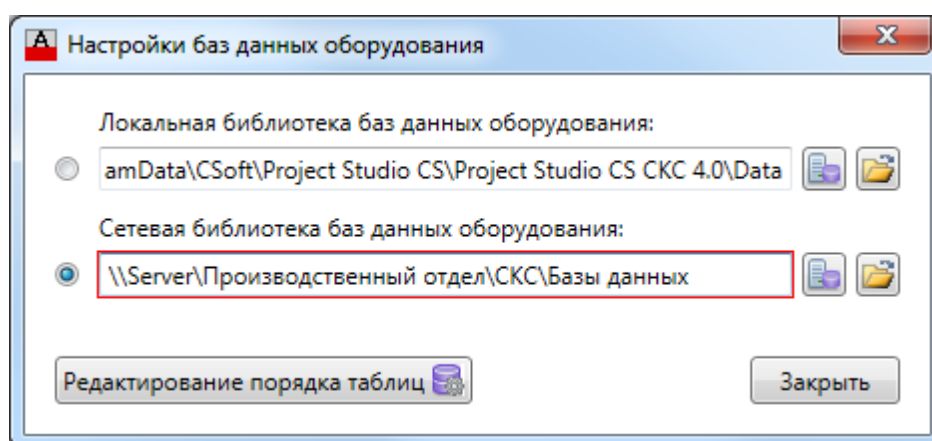 Настройки баз данных оборудования
Локальная библиотека баз данных оборудования:
amData\CSoft\Project Studio CS\Project Studio CS СКС 4.0\Data
Сетевая библиотека баз данных оборудования:
\\Server\Производственный отдел\СКС\Базы данных
Редактирование порядка таблиц
Закрыть